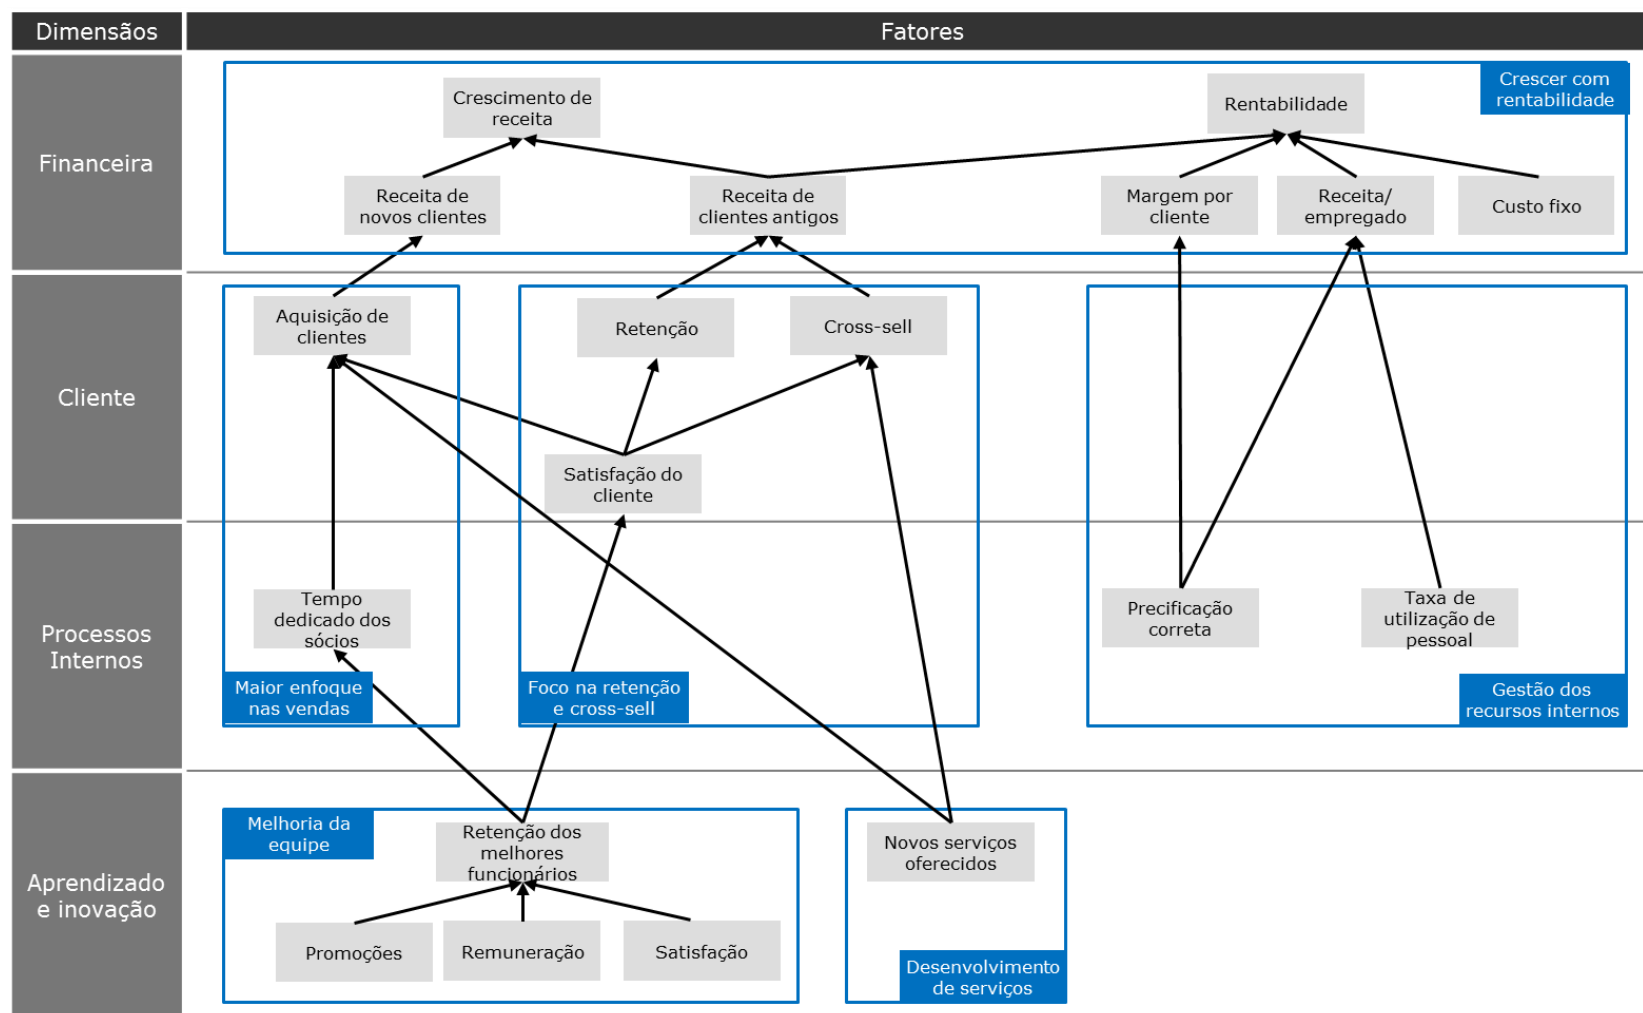 Dimensãos
Fatores
Financeira
Crescer com
rentabilidade
Crescimento de
receita
Rentabilidade
Receita de
novos clientes
Receita de
clientes antigos
Margem por
cliente
Receita/
empregado
Custo fixo
Cliente
Aquisição de
clientes
Retenção
Cross-sell
Satisfação do
cliente
Processos
Internos
Tempo
dedicado dos
sócios
Precificação
correta
Taxa de
utilização de
pessoal
Maior enfoque
nas vendas
Foco na retenção
e cross-sell
Gestão dos
recursos internos
Aprendizado
e inovação
Melhoria da
equipe
Retenção dos
melhores
funcionários
Novos serviços
oferecidos
Promoções
Remuneração
Satisfação
Desenvolvimento
de serviços